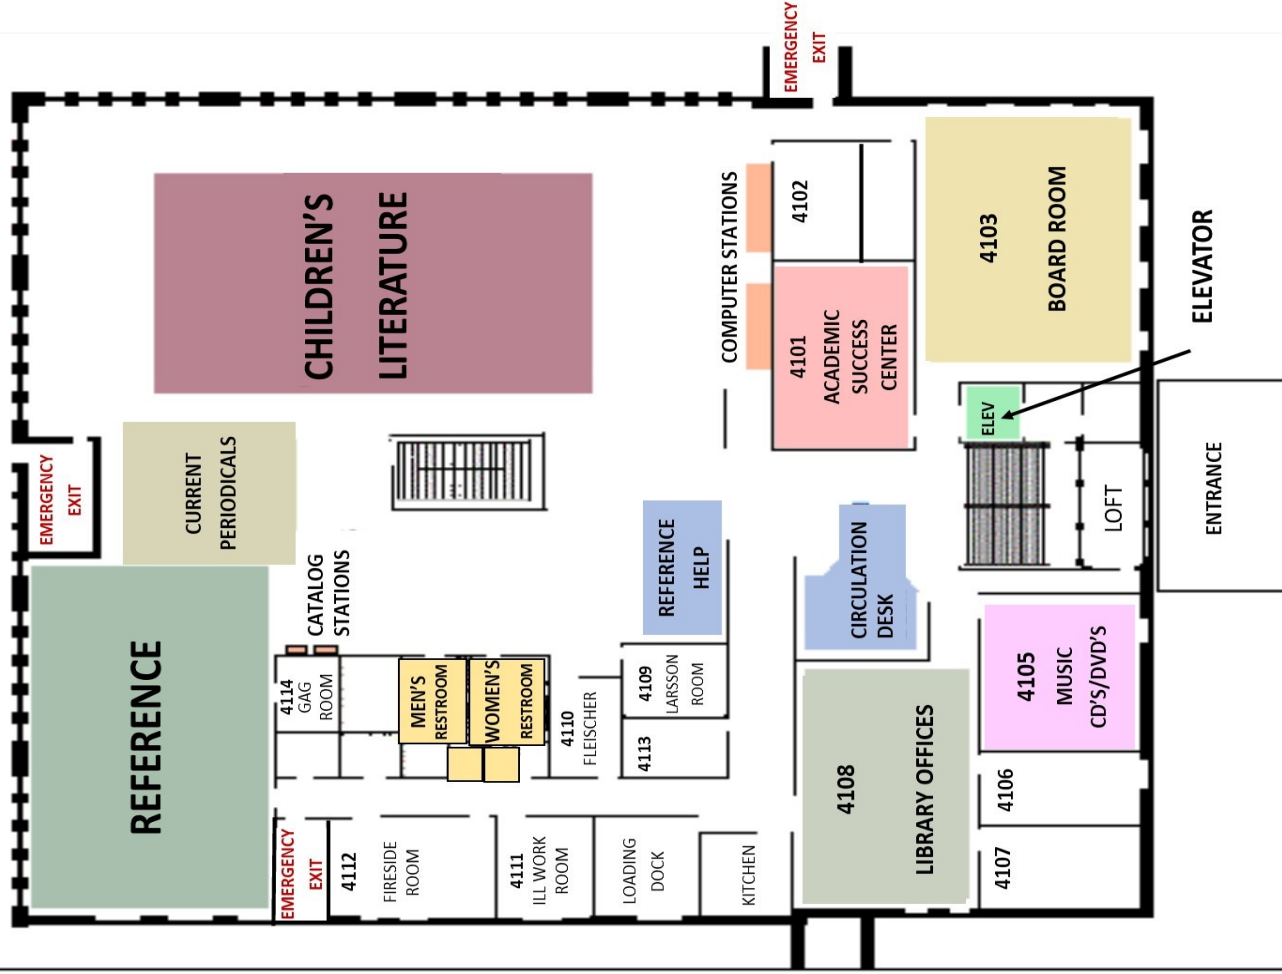 EMERGENCY
EXIT
CHILDREN'S
LITERATURE
COMPUTER STATIONS
4102
4103
BOARD ROOM
ELEVATOR
4101
ACADEMIC
SUCCESS
CENTER
ELEV
CURRENT
PERIODICALS
EMERGENCY
EXIT
REFERENCE
HELP
CIRCULATION
DESK
LOFT
ENTRANCE
CATALOG
STATIONS
REFERENCE
4114
GAG
ROOM
MEN'S
RESTROOM
WOMEN'S
RESTROOM
4110
FLEISCHER
4109
LARSSON
ROOM
4113
4105
MUSIC
CD'S/DVD'S
4108
LIBRARY OFFICES
4106
4107
EMERGENCY
EXIT
4112
FIRESIDE
ROOM
4111
ILL WORK
ROOM
LOADING
DOCK
KITCHEN